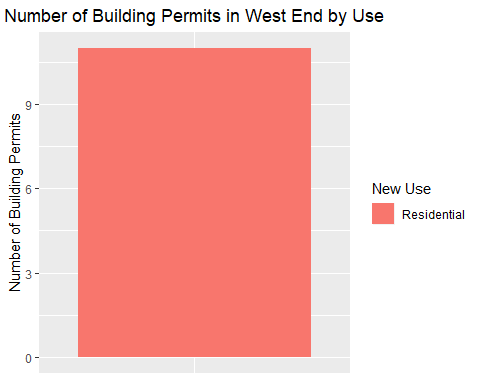 Number of Building Permits in West End by Use
Number of Building Permits
9
6
3
0
New Use
Residential